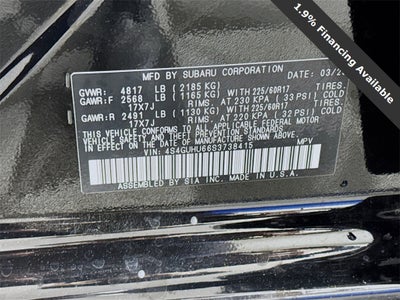 1.9% Financing Available
MFD BY SUBARU CORPORATION DATE: 03/2
GVWR: 4817 LB (2185 KG)
GAWR:F 2568 LB (1165 KG) WITH 225/60R17 TIRES.
17X7J RIMS, AT 230 KPA (33 PSI) COLD
GAWR:R 2491 LB (1130 KG) WITH 225/60R17 TIRES.
17X7J RIMS, AT 220 KPA (32 PSI) COLD
THIS VEHICLE CONFORMS TO ALL APPLICABLE FEDERAL MOTOR
VEHICLE SAFETY, BUMPER, AND THEFT PREVENTION STANDARDS
IN EFFECT ON THE DATE OF MANUFACTURE SHOWN ABOVE.
VIN: 4S4GUHU66S3738415 MPV
ASSEMBLED BY SIA INC. IN U.S.A.